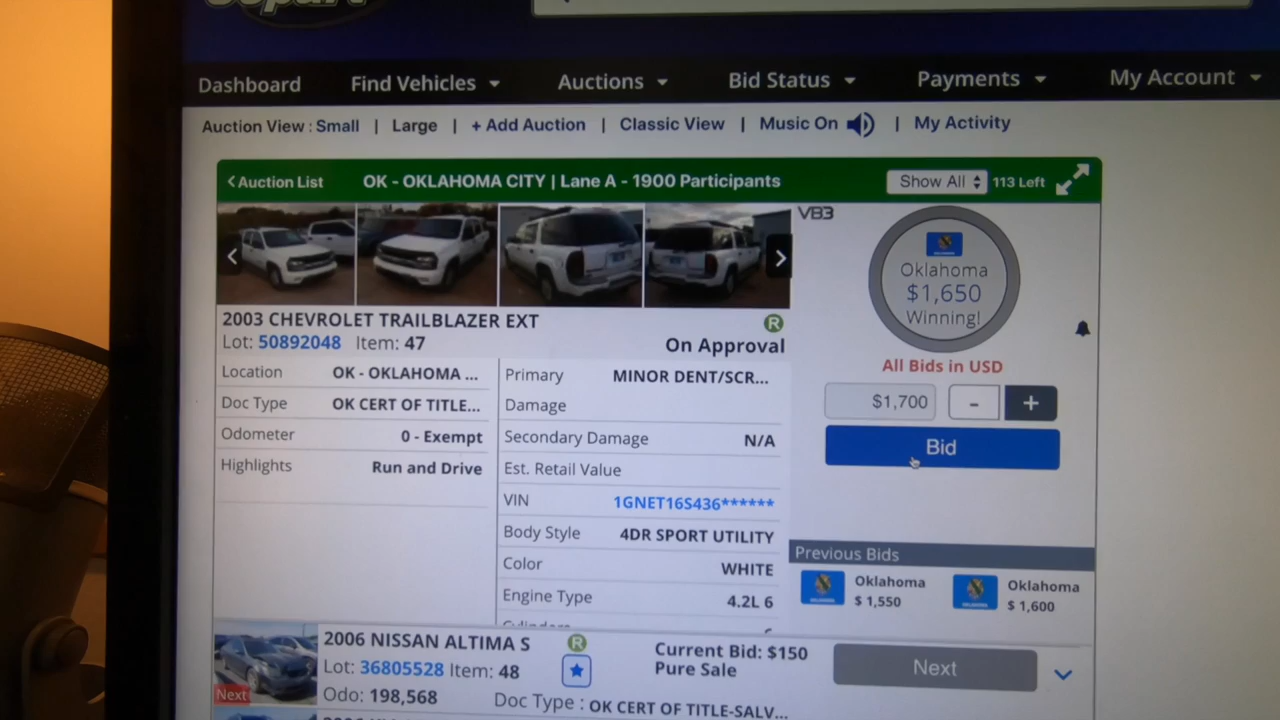 Copart
Dashboard Find Vehicles Auctions Bid Status Payments My Account
Auction View : Small | Large | + Add Auction | Classic View | Music On | My Activity
Auction List OK - OKLAHOMA CITY | Lane A - 1900 Participants Show All 113 Left
VB3
Oklahoma
$1,650
Winning!
2003 CHEVROLET TRAILBLAZER EXT R
Lot: 50892048 Item: 47 On Approval
All Bids in USD
Location OK - OKLAHOMA ...
Doc Type OK CERT OF TITLE...
Odometer 0 - Exempt
Highlights Run and Drive
Primary Damage MINOR DENT/SCR...
Secondary Damage N/A
Est. Retail Value
VIN 1GNET16S436******
Body Style 4DR SPORT UTILITY
Color WHITE
Engine Type 4.2L 6
Cylinders
$1,700 - +
Bid
Previous Bids
Oklahoma $ 1,550
Oklahoma $ 1,600
2006 NISSAN ALTIMA S R
Lot: 36805528 Item: 48
Odo: 198,568
Current Bid: $150
Pure Sale
Doc Type : OK CERT OF TITLE-SALV...
Next
Next